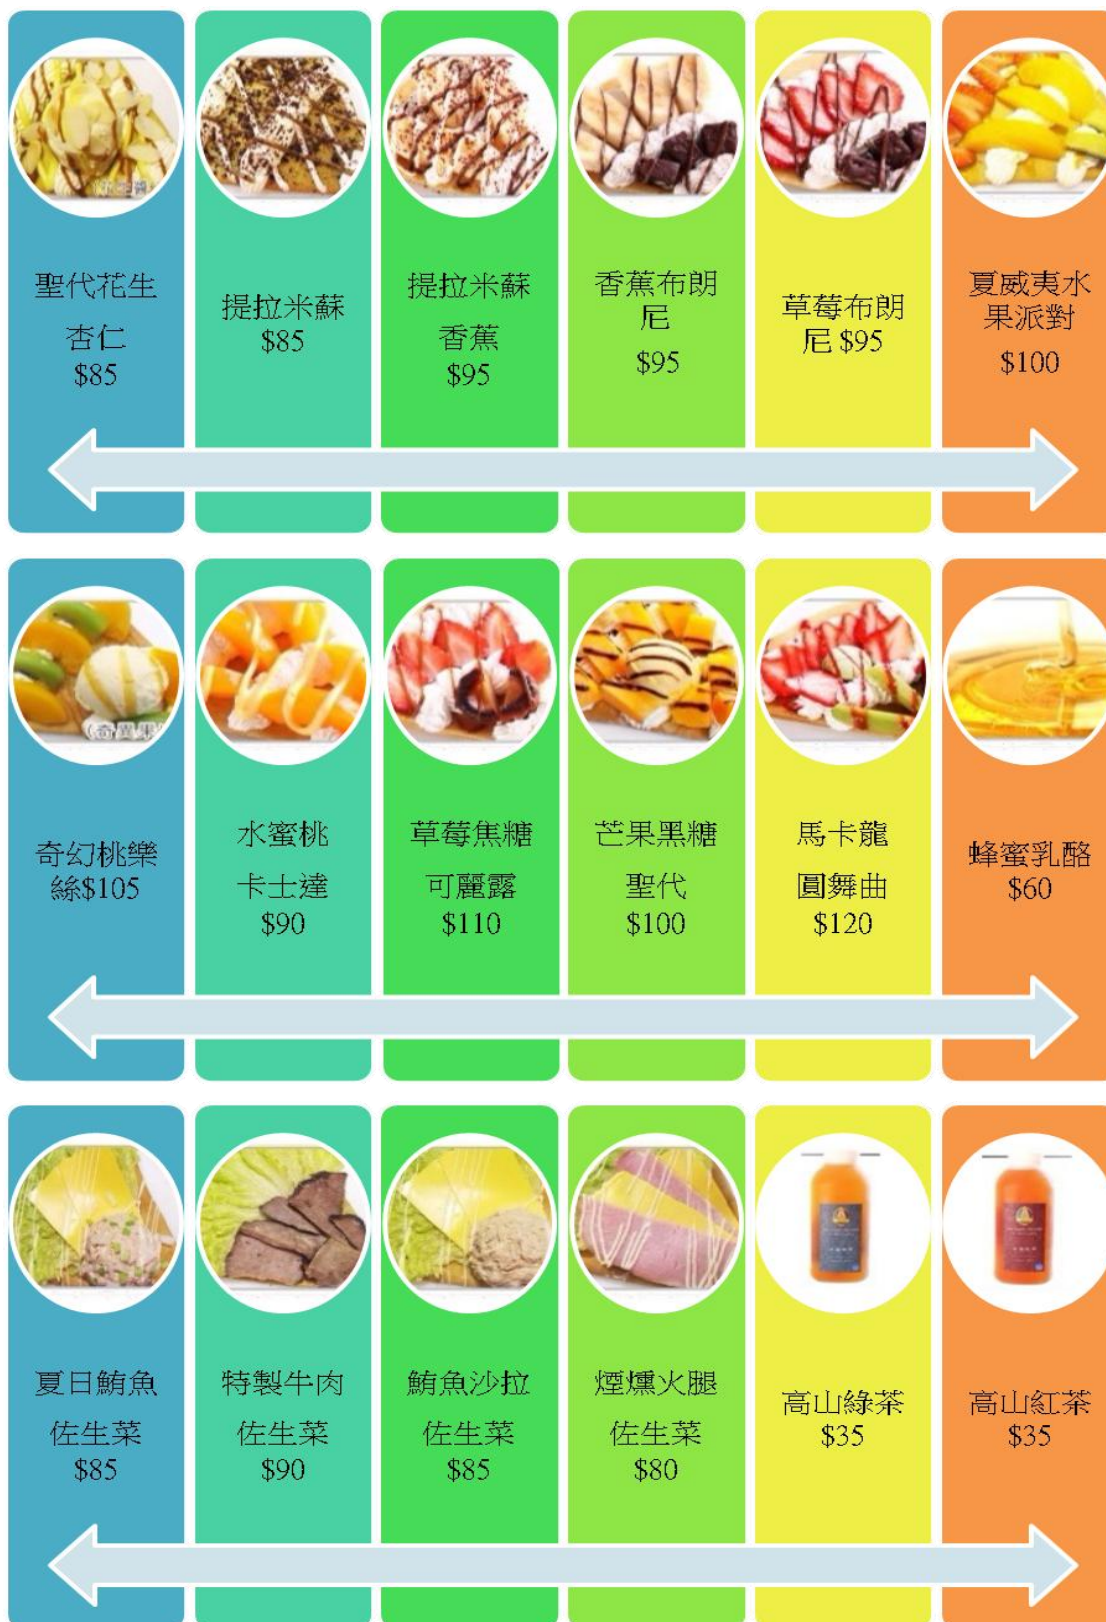 (花生醬
聖代花生
杏仁
$85
提拉米蘇
$85
提拉米蘇
香蕉
$95
香蕉布朗
尼
$95
草莓布朗
尼 $95
夏威夷水
果派對
$100
(奇異果
奇幻桃樂
絲$105
水蜜桃
卡士達
$90
草莓焦糖
可麗露
$110
芒果黑糖
聖代
$100
馬卡龍
圓舞曲
$120
蜂蜜乳酪
$60
夏日鮪魚
佐生菜
$85
特製牛肉
佐生菜
$90
鮪魚沙拉
佐生菜
$85
煙燻火腿
佐生菜
$80
高山綠茶
$35
高山紅茶
$35